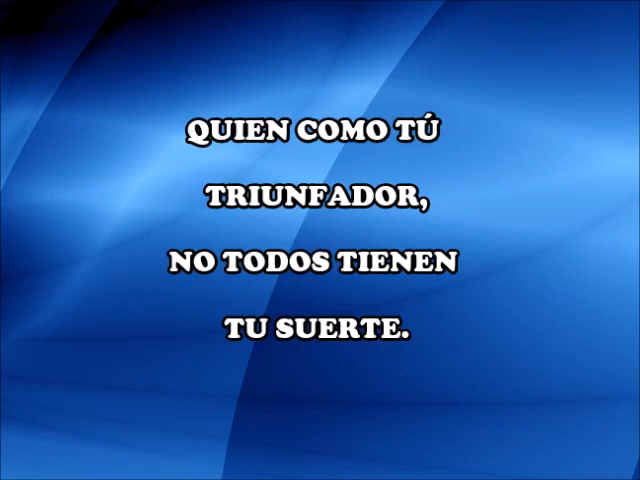 QUIEN COMO TÚ
TRIUNFADOR,
NO TODOS TIENEN
TU SUERTE.